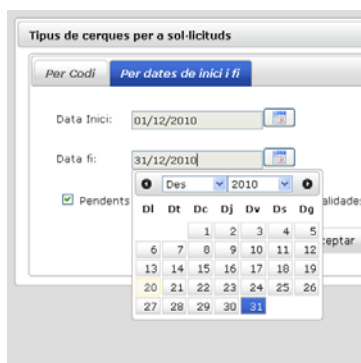 Tipus de cerques per a sol·licituds
Per Codi Per dates de inici i fi
Data Inici: 01/12/2010
Data fi: 31/12/2010
Des 2010
Pendents
Dl Dt Dc Dj Dv Ds Dg
1 2 3 4 5
6 7 8 9 10 11 12
13 14 15 16 17 18 19
20 21 22 23 24 25 26
27 28 29 30 31